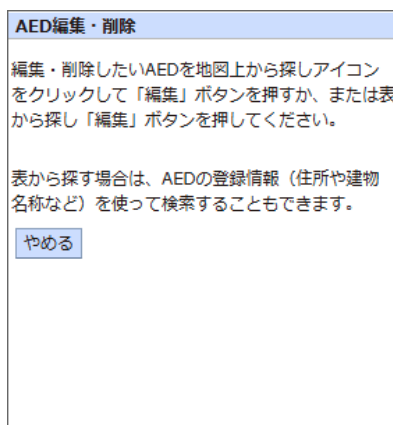 AED編集・削除
編集・削除したいAEDを地図上から探しアイコン
をクリックして「編集」ボタンを押すか、または表
から探し「編集」ボタンを押してください。
表から探す場合は、AEDの登録情報（住所や建物
名称など）を使って検索することもできます。
やめる